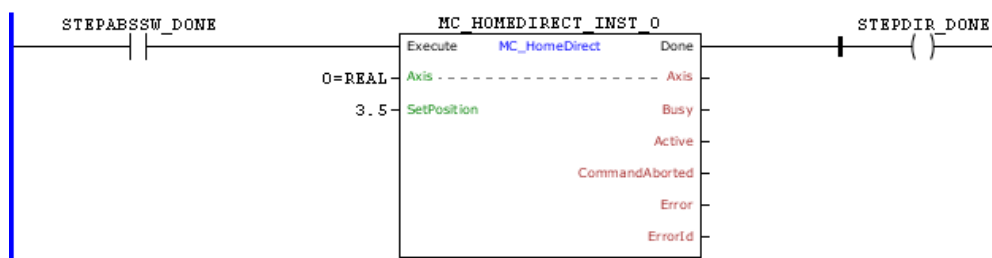 STEPABSSW_DONE MC_HOMEDIRECT_INST_0 STEPDIR_DONE
Execute MC_HomeDirect Done
0=REAL Axis Axis
3.5 SetPosition Busy
Active
CommandAborted
Error
ErrorId